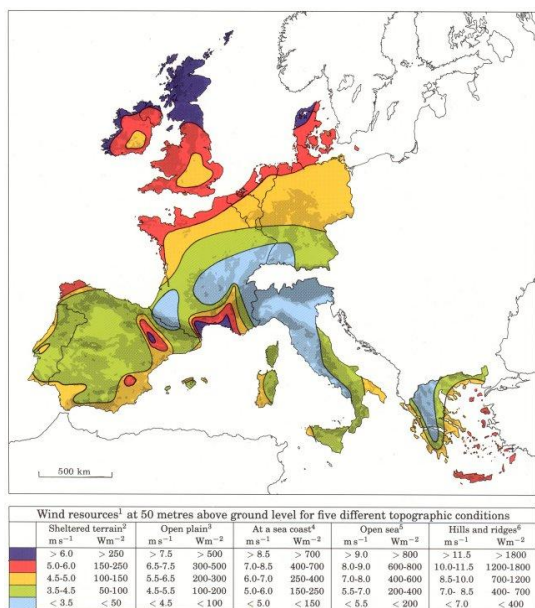 500 km
Wind resources¹ at 50 metres above ground level for five different topographic conditions
Sheltered terrain² Open plain³ At a sea coast⁴ Open sea⁵ Hills and ridges⁶
m s⁻¹ Wm⁻² m s⁻¹ Wm⁻² m s⁻¹ Wm⁻² m s⁻¹ Wm⁻² m s⁻¹ Wm⁻²
> 6.0 > 250 > 7.5 > 500 > 8.5 > 700 > 9.0 > 800 > 11.5 > 1800
5.0-6.0 150-250 6.5-7.5 300-500 7.0-8.5 400-700 8.0-9.0 600-800 10.0-11.5 1200-1800
4.5-5.0 100-150 5.5-6.5 200-300 6.0-7.0 250-400 7.0-8.0 400-600 8.5-10.0 700-1200
3.5-4.5 50-100 4.5-5.5 100-200 5.0-6.0 150-250 5.5-7.0 200-400 7.0- 8.5 400- 700
< 3.5 < 50 < 4.5 < 100 < 5.0 < 150 < 5.5 < 200 < 7.0 < 400